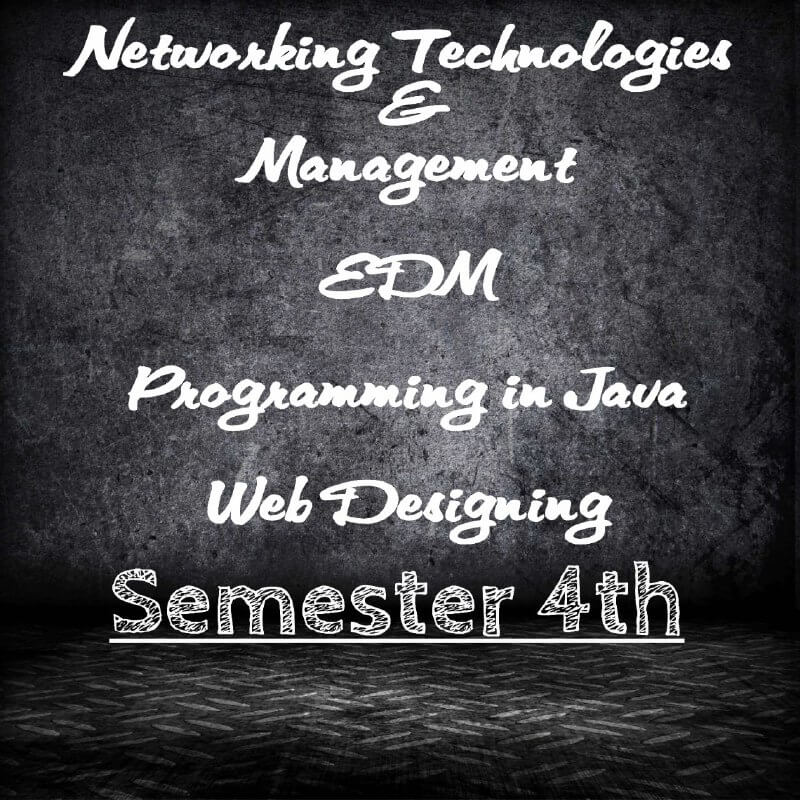 Networking Technologies
&
Management
EDM
Programming in Java
Web Designing
Semester 4th